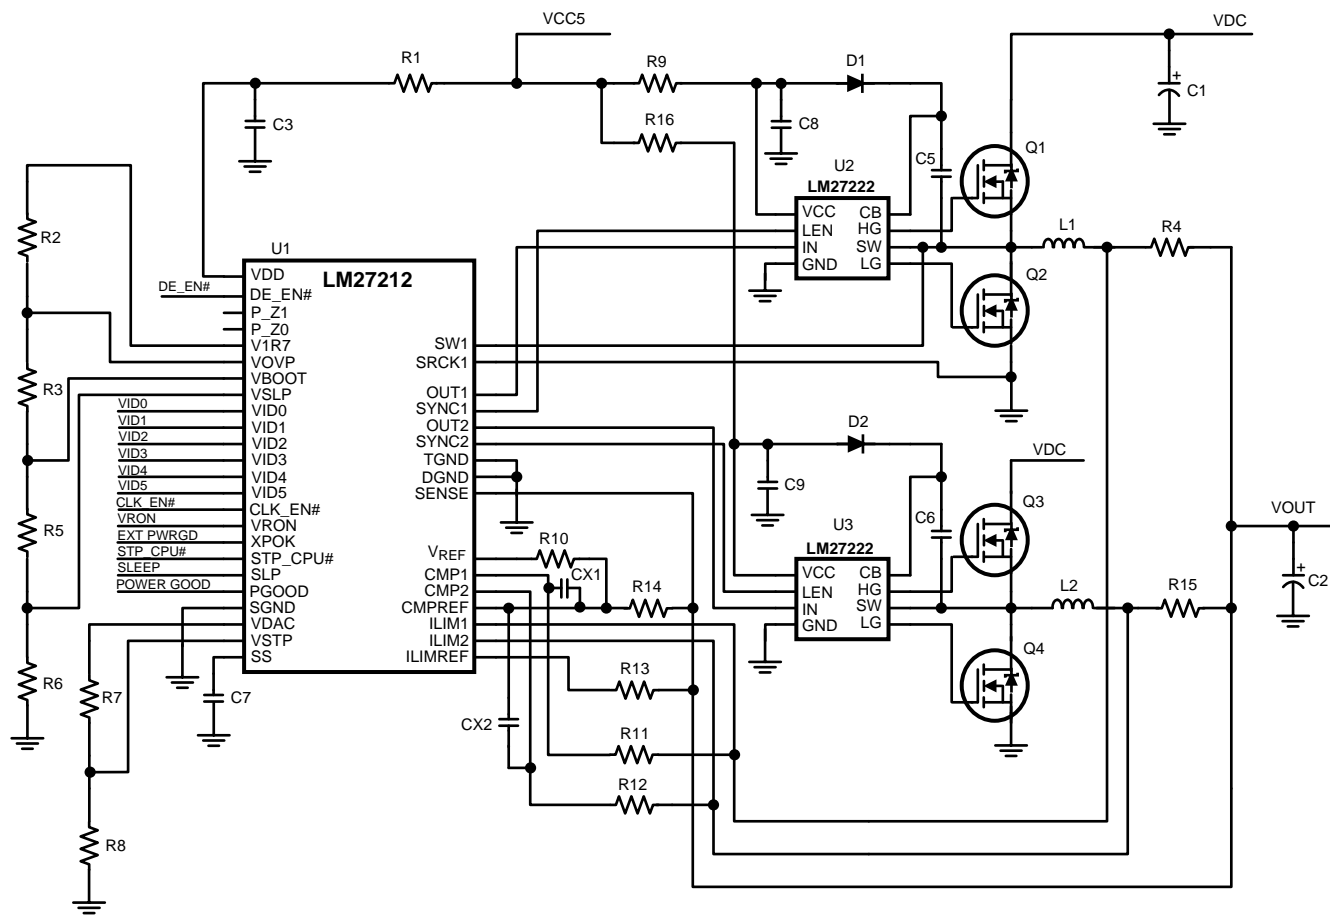 VCC5
VDC
R1
R9
D1
C1
C3
R16
C8
Q1
U2
C5
LM27222
R2
VCC
CB
LEN
HG
IN
SW
GND
LG
L1
R4
Q2
U1
LM27212
VDD
DE_EN#
DE_EN#
P_Z1
P_Z0
V1R7
VOVP
VBOOT
VSLP
VID0
VID0
VID1
VID1
VID2
VID2
VID3
VID3
VID4
VID4
VID5
VID5
CLK_EN#
CLK_EN#
VRON
VRON
EXT PWRGD
XPOK
STP_CPU#
STP_CPU#
SLEEP
SLP
POWER GOOD
PGOOD
SGND
VDAC
VSTP
SS
SW1
SRCK1
OUT1
SYNC1
OUT2
SYNC2
TGND
DGND
SENSE
VREF
CMP1
CMP2
CMPREF
ILIM1
ILIM2
ILIMREF
R3
R5
R6
R7
R8
C7
D2
VDC
C9
C6
Q3
U3
LM27222
VCC
CB
LEN
HG
IN
SW
GND
LG
L2
R15
Q4
VOUT
C2
R10
CX1
R14
R13
CX2
R11
R12